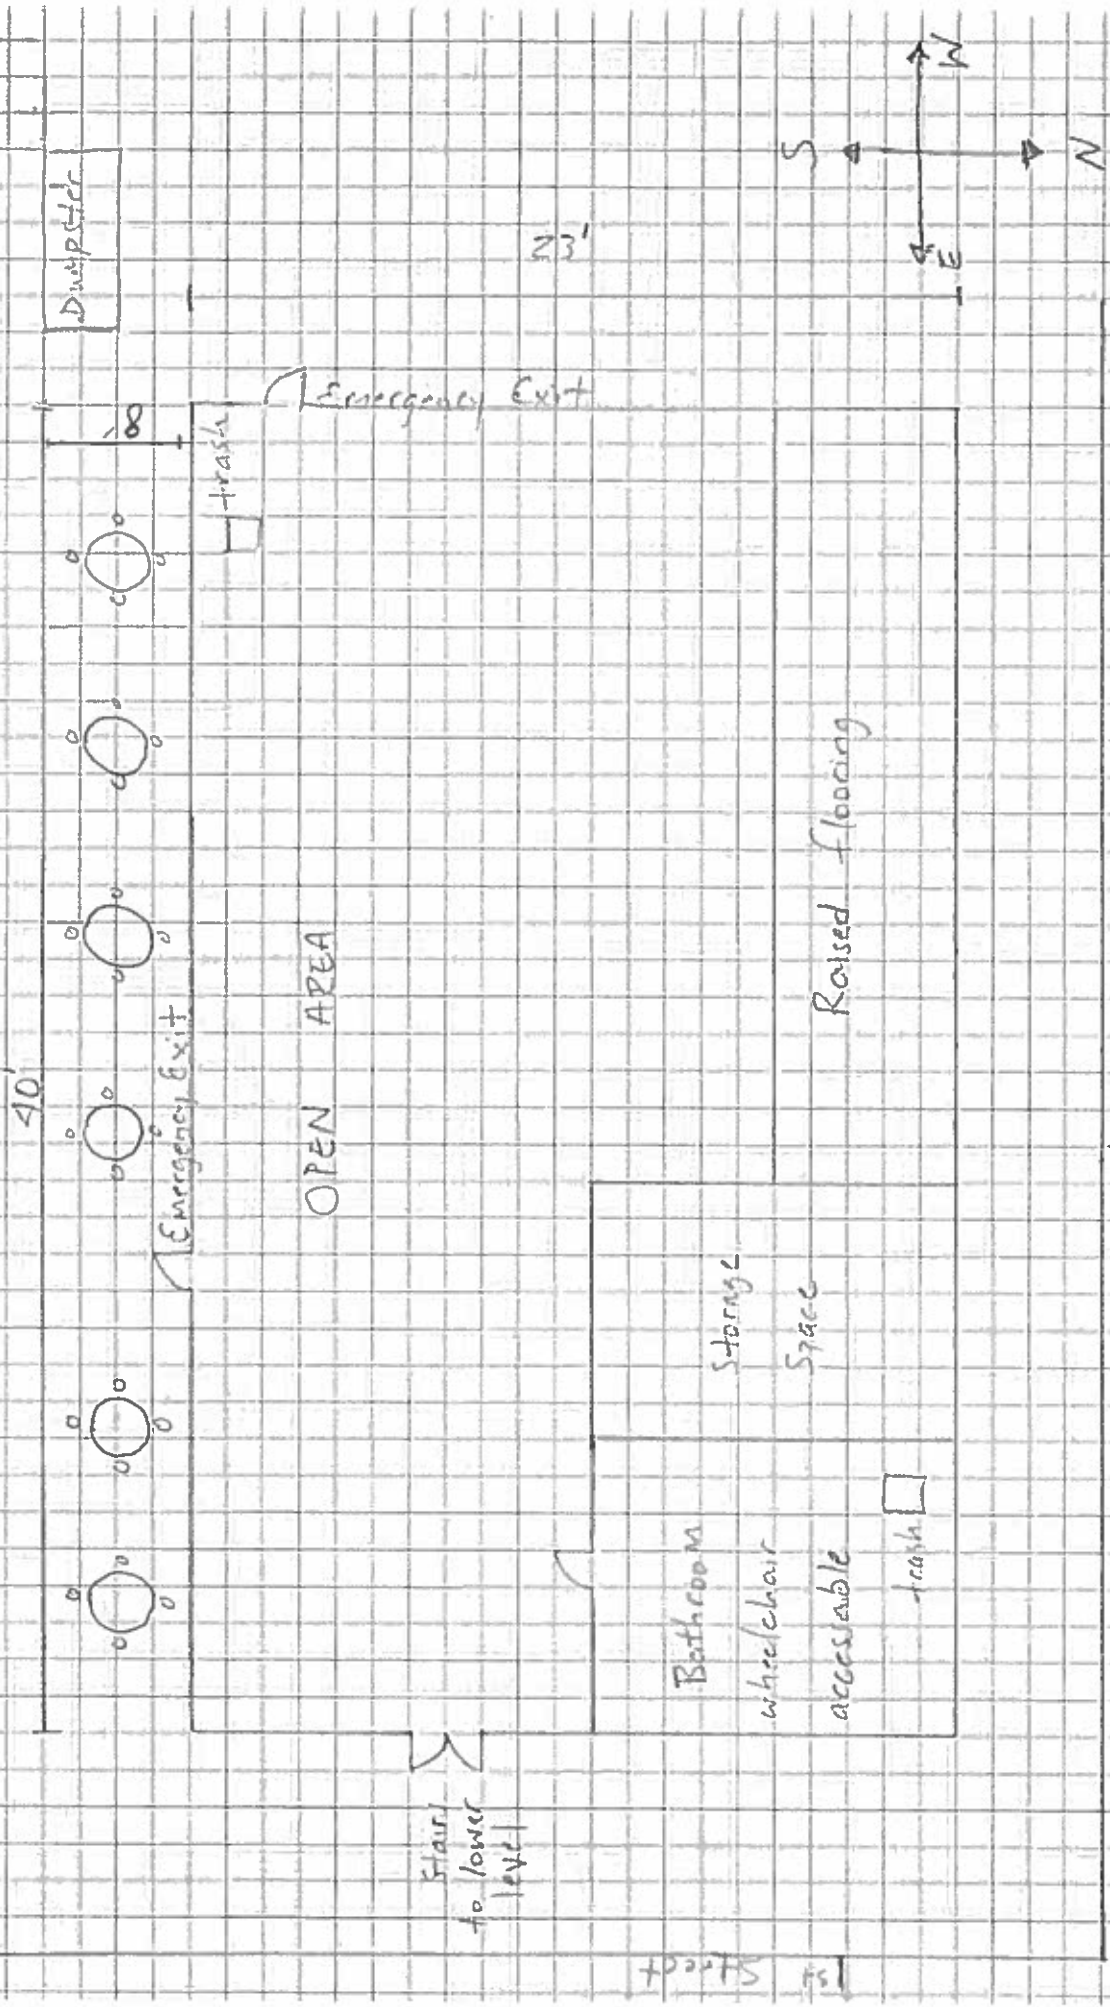 40'
Dumpster
8'
Emergency Exit
Emergency Exit
trash
23'
OPEN AREA
Raised flooring
Storage
Space
Bathroom
wheelchair
accessable
trash
Stairs
to lower
level
1st Street
S
W
E
N